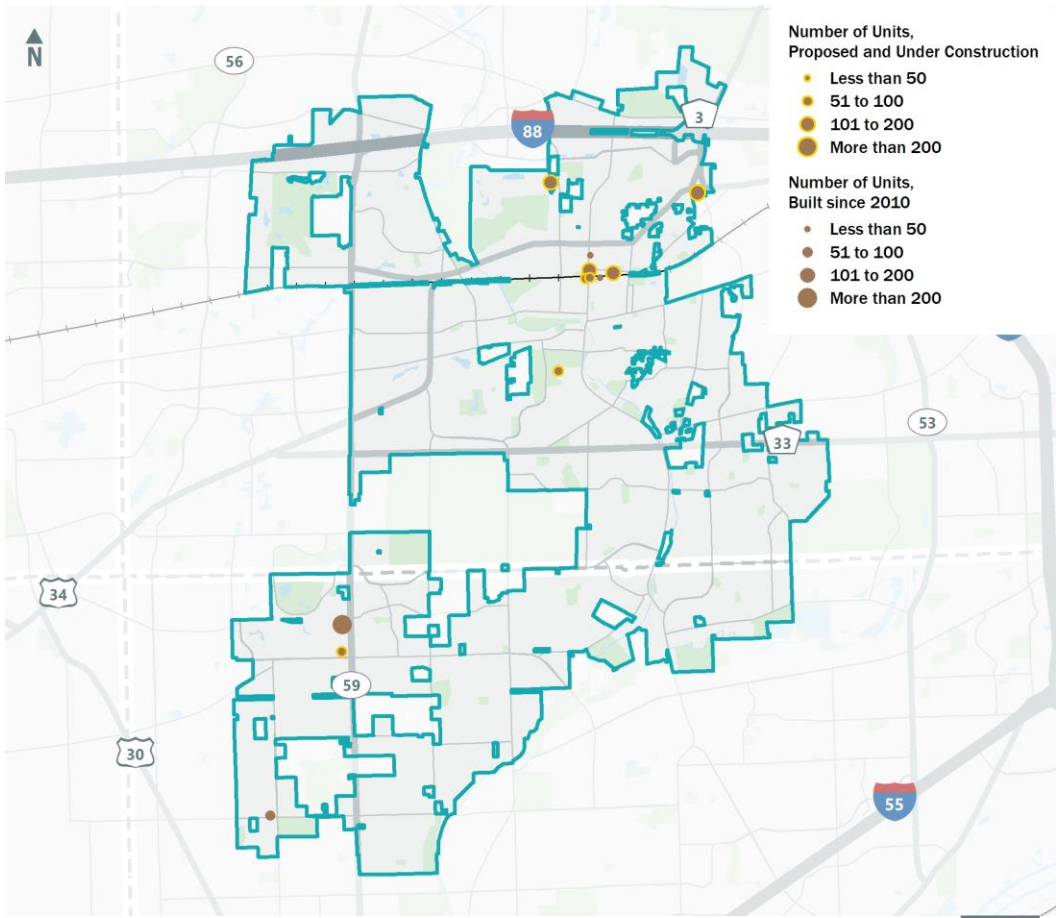 N
56
88
3
53
33
34
59
30
55
Number of Units,
Proposed and Under Construction
Less than 50
51 to 100
101 to 200
More than 200
Number of Units,
Built since 2010
Less than 50
51 to 100
101 to 200
More than 200